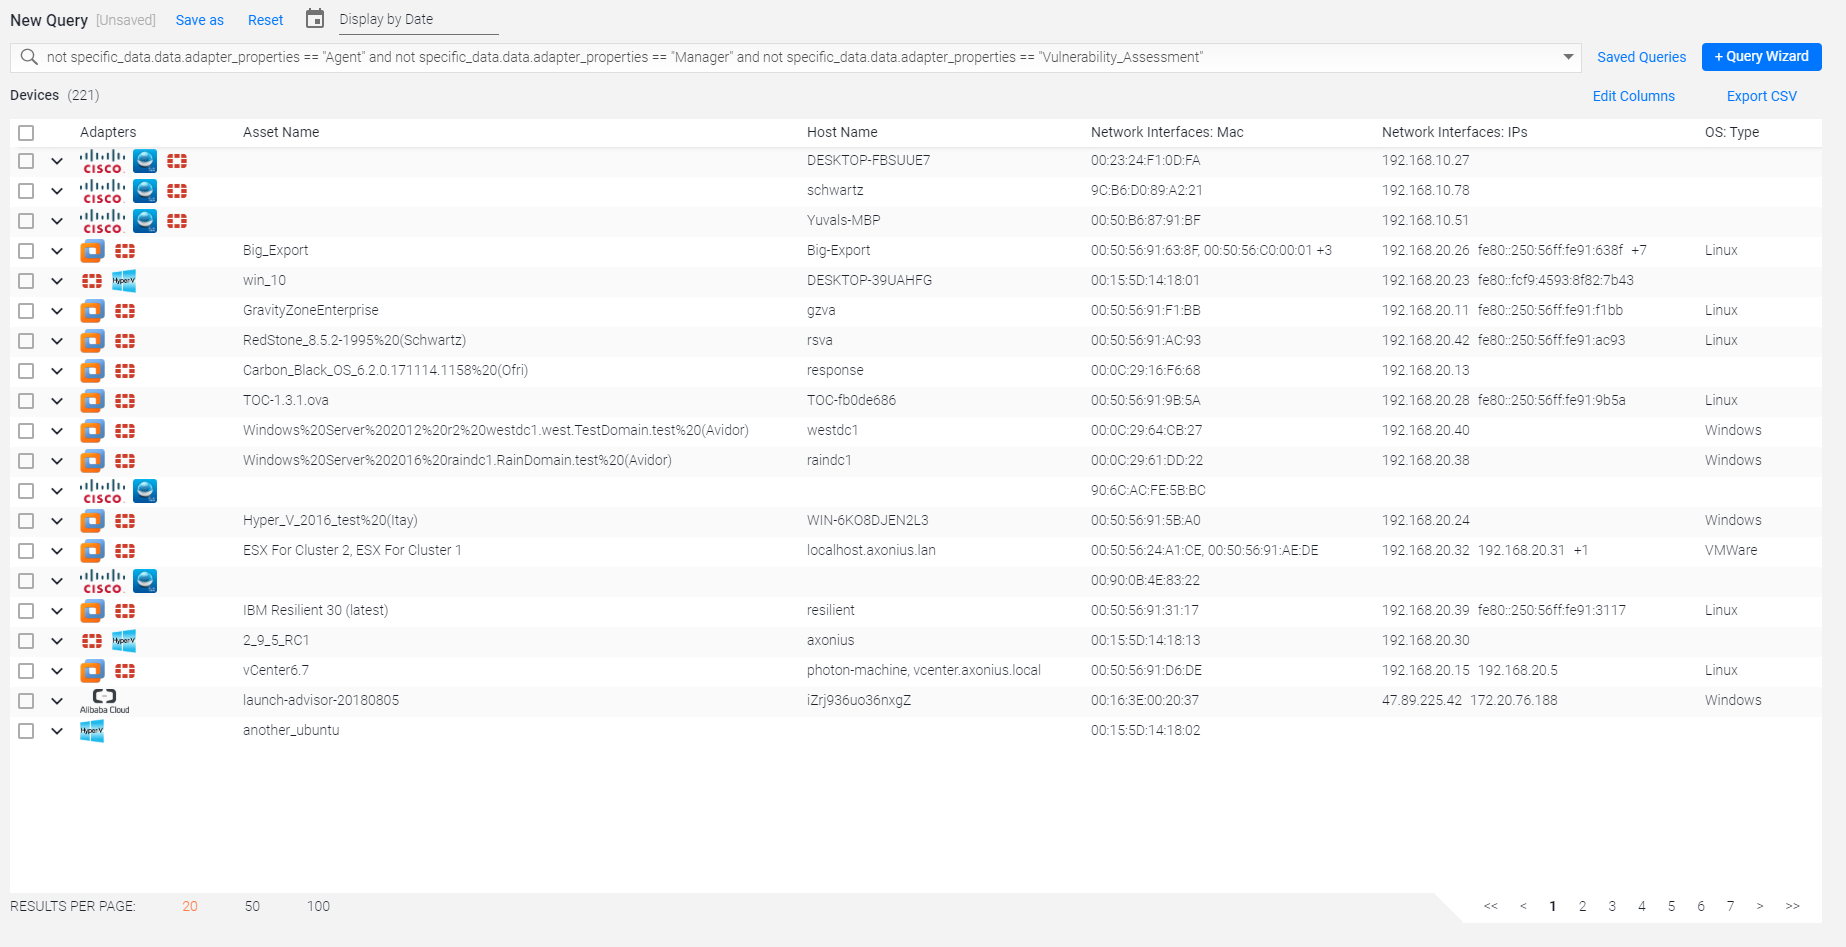 New Query [Unsaved] Save as Reset Display by Date
not specific_data.data.adapter_properties == "Agent" and not specific_data.data.adapter_properties == "Manager" and not specific_data.data.adapter_properties == "Vulnerability_Assessment" Saved Queries + Query Wizard
Devices (221) Edit Columns Export CSV
Adapters Asset Name Host Name Network Interfaces: Mac Network Interfaces: IPs OS: Type
CISCO DESKTOP-FBSUUE7 00:23:24:F1:0D:FA 192.168.10.27
CISCO schwartz 9C:B6:D0:89:A2:21 192.168.10.78
CISCO Yuvals-MBP 00:50:B6:87:91:BF 192.168.10.51
Big_Export Big-Export 00:50:56:91:63:8F, 00:50:56:C0:00:01 +3 192.168.20.26 fe80::250:56ff:fe91:638f +7 Linux
HyperV win_10 DESKTOP-39UAHFG 00:15:5D:14:18:01 192.168.20.23 fe80::fcf9:4593:8f82:7b43
GravityZoneEnterprise gzva 00:50:56:91:F1:BB 192.168.20.11 fe80::250:56ff:fe91:f1bb Linux
RedStone_8.5.2-1995%20(Schwartz) rsva 00:50:56:91:AC:93 192.168.20.42 fe80::250:56ff:fe91:ac93 Linux
Carbon_Black_OS_6.2.0.171114.1158%20(Ofri) response 00:0C:29:16:F6:68 192.168.20.13
TOC-1.3.1.ova TOC-fb0de686 00:50:56:91:9B:5A 192.168.20.28 fe80::250:56ff:fe91:9b5a Linux
Windows%20Server%202012%20r2%20westdc1.west.TestDomain.test%20(Avidor) westdc1 00:0C:29:64:CB:27 192.168.20.40 Windows
Windows%20Server%202016%20raindc1.RainDomain.test%20(Avidor) raindc1 00:0C:29:61:DD:22 192.168.20.38 Windows
CISCO 90:6C:AC:FE:5B:BC
Hyper_V_2016_test%20(Itay) WIN-6KO8DJEN2L3 00:50:56:91:5B:A0 192.168.20.24 Windows
ESX For Cluster 2, ESX For Cluster 1 localhost.axonius.lan 00:50:56:24:A1:CE, 00:50:56:91:AE:DE 192.168.20.32 192.168.20.31 +1 VMWare
CISCO 00:90:0B:4E:83:22
IBM Resilient 30 (latest) resilient 00:50:56:91:31:17 192.168.20.39 fe80::250:56ff:fe91:3117 Linux
HyperV 2_9_5_RC1 axonius 00:15:5D:14:18:13 192.168.20.30
vCenter6.7 photon-machine, vcenter.axonius.local 00:50:56:91:D6:DE 192.168.20.15 192.168.20.5 Linux
Alibaba Cloud launch-advisor-20180805 iZrj936uo36nxgZ 00:16:3E:00:20:37 47.89.225.42 172.20.76.188 Windows
HyperV another_ubuntu 00:15:5D:14:18:02
RESULTS PER PAGE: 20 50 100 << < 1 2 3 4 5 6 7 > >>